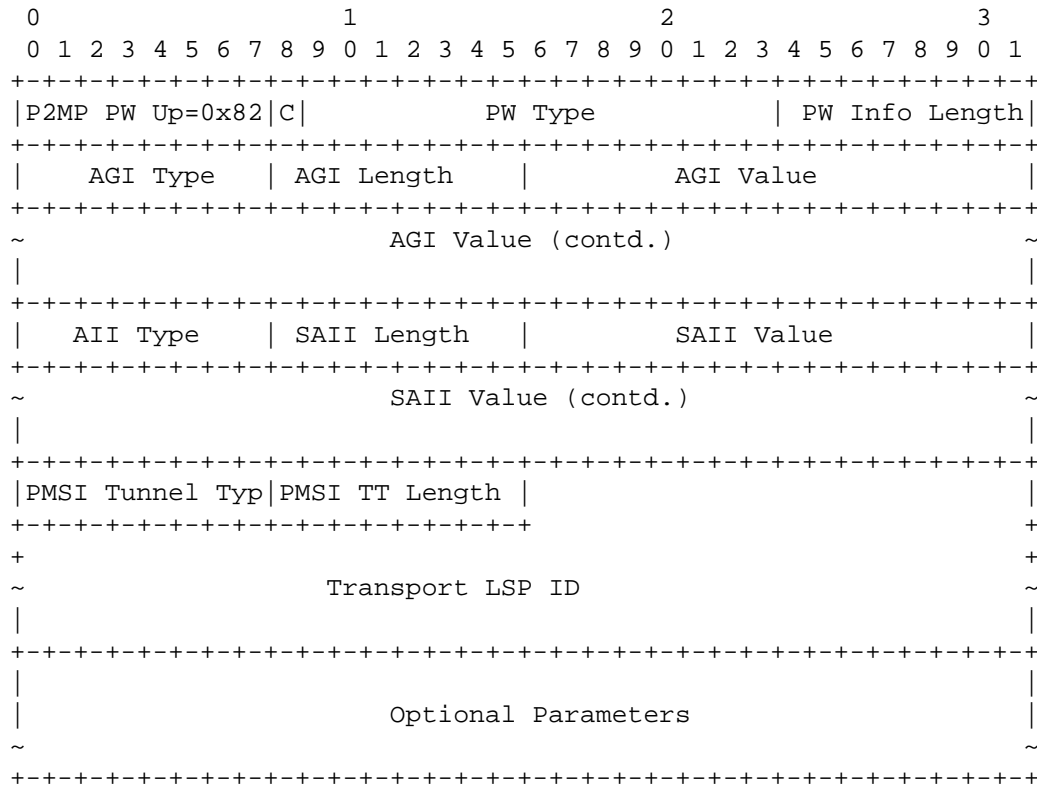 0                   1                   2                   3
 0 1 2 3 4 5 6 7 8 9 0 1 2 3 4 5 6 7 8 9 0 1 2 3 4 5 6 7 8 9 0 1
+-+-+-+-+-+-+-+-+-+-+-+-+-+-+-+-+-+-+-+-+-+-+-+-+-+-+-+-+-+-+-+-+
|P2MP PW Up=0x82|C|           PW Type           | PW Info Length|
+-+-+-+-+-+-+-+-+-+-+-+-+-+-+-+-+-+-+-+-+-+-+-+-+-+-+-+-+-+-+-+-+
|    AGI Type   | AGI Length    |         AGI Value             |
+-+-+-+-+-+-+-+-+-+-+-+-+-+-+-+-+-+-+-+-+-+-+-+-+-+-+-+-+-+-+-+-+
~                       AGI Value (contd.)                      ~
|                                                               |
+-+-+-+-+-+-+-+-+-+-+-+-+-+-+-+-+-+-+-+-+-+-+-+-+-+-+-+-+-+-+-+-+
|   AII Type    | SAII Length   |         SAII Value            |
+-+-+-+-+-+-+-+-+-+-+-+-+-+-+-+-+-+-+-+-+-+-+-+-+-+-+-+-+-+-+-+-+
~                       SAII Value (contd.)                     ~
|                                                               |
+-+-+-+-+-+-+-+-+-+-+-+-+-+-+-+-+-+-+-+-+-+-+-+-+-+-+-+-+-+-+-+-+
|PMSI Tunnel Typ|PMSI TT Length |                               |
+-+-+-+-+-+-+-+-+-+-+-+-+-+-+-+-+                               +
+                                                               +
~                   Transport LSP ID                            ~
|                                                               |
+-+-+-+-+-+-+-+-+-+-+-+-+-+-+-+-+-+-+-+-+-+-+-+-+-+-+-+-+-+-+-+-+
|                                                               |
|                       Optional Parameters                     |
~                                                               ~
+-+-+-+-+-+-+-+-+-+-+-+-+-+-+-+-+-+-+-+-+-+-+-+-+-+-+-+-+-+-+-+-+